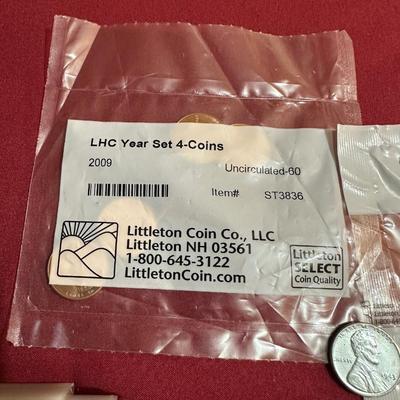 LHC Year Set 4-Coins
2009 Uncirculated-60
Item# ST3836
Littleton Coin Co., LLC
Littleton NH 03561
1-800-645-3122
LittletonCoin.com
Littleton
SELECT
Coin Quality